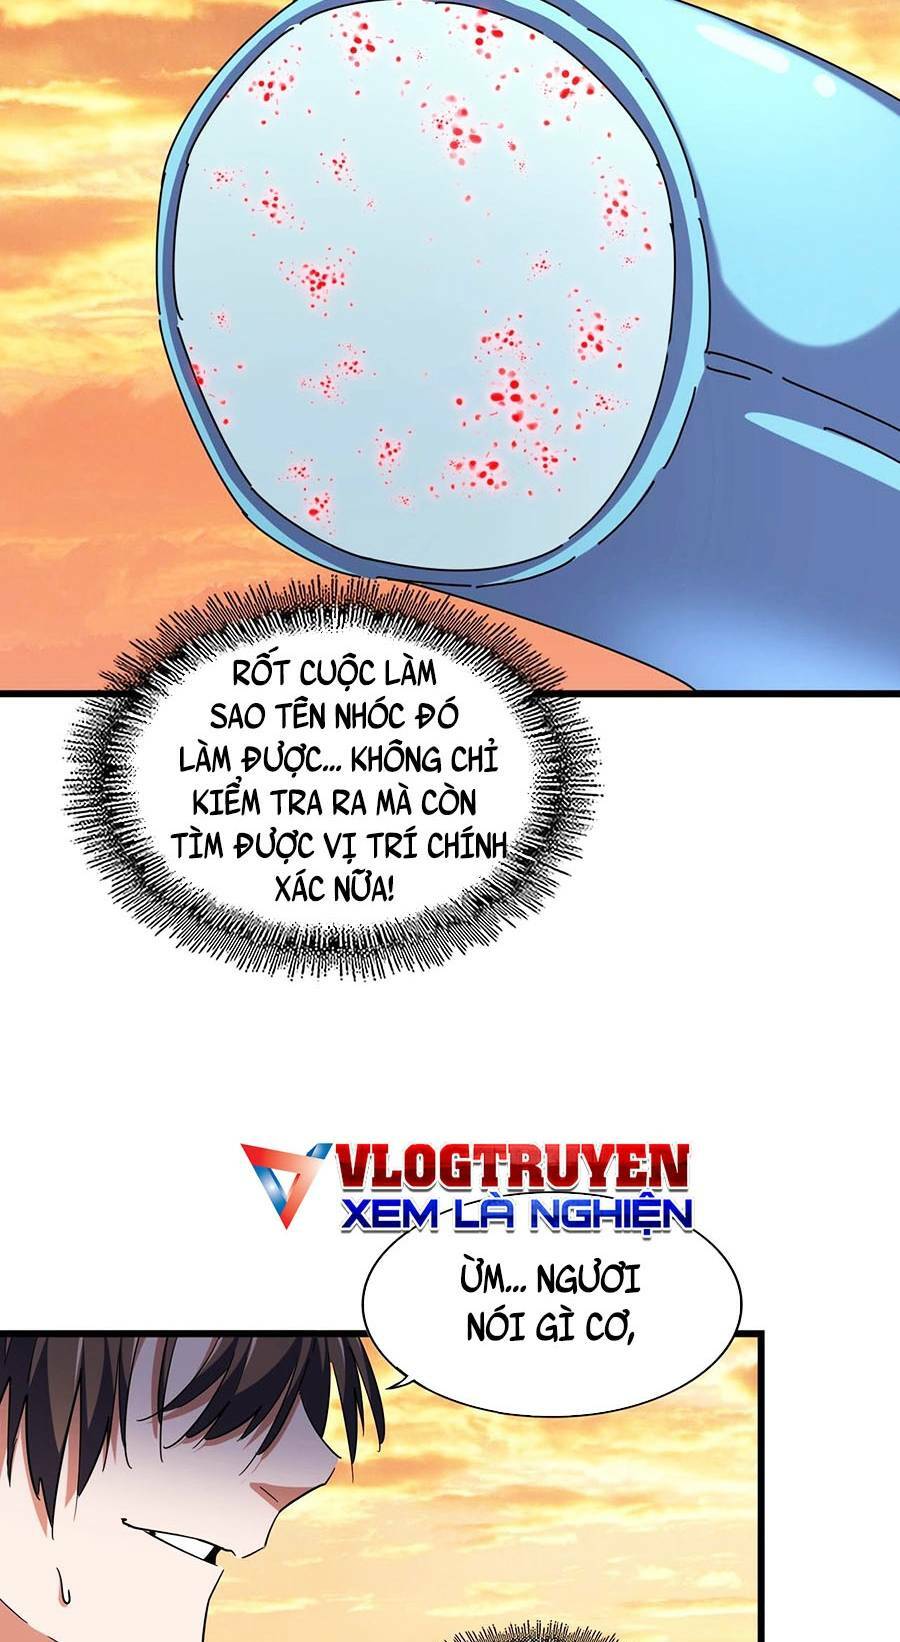 RỐT CUỘC LÀM
SAO TÊN NHÓC ĐÓ
LÀM ĐƯỢC... KHÔNG CHỈ
KIỂM TRA RA MÀ CÒN
TÌM ĐƯỢC VỊ TRÍ CHÍNH
XÁC NỮA!
VLOGTRUYEN
XEM LÀ NGHIỆN
ỪM... NGƯƠI
NÓI GÌ CƠ,